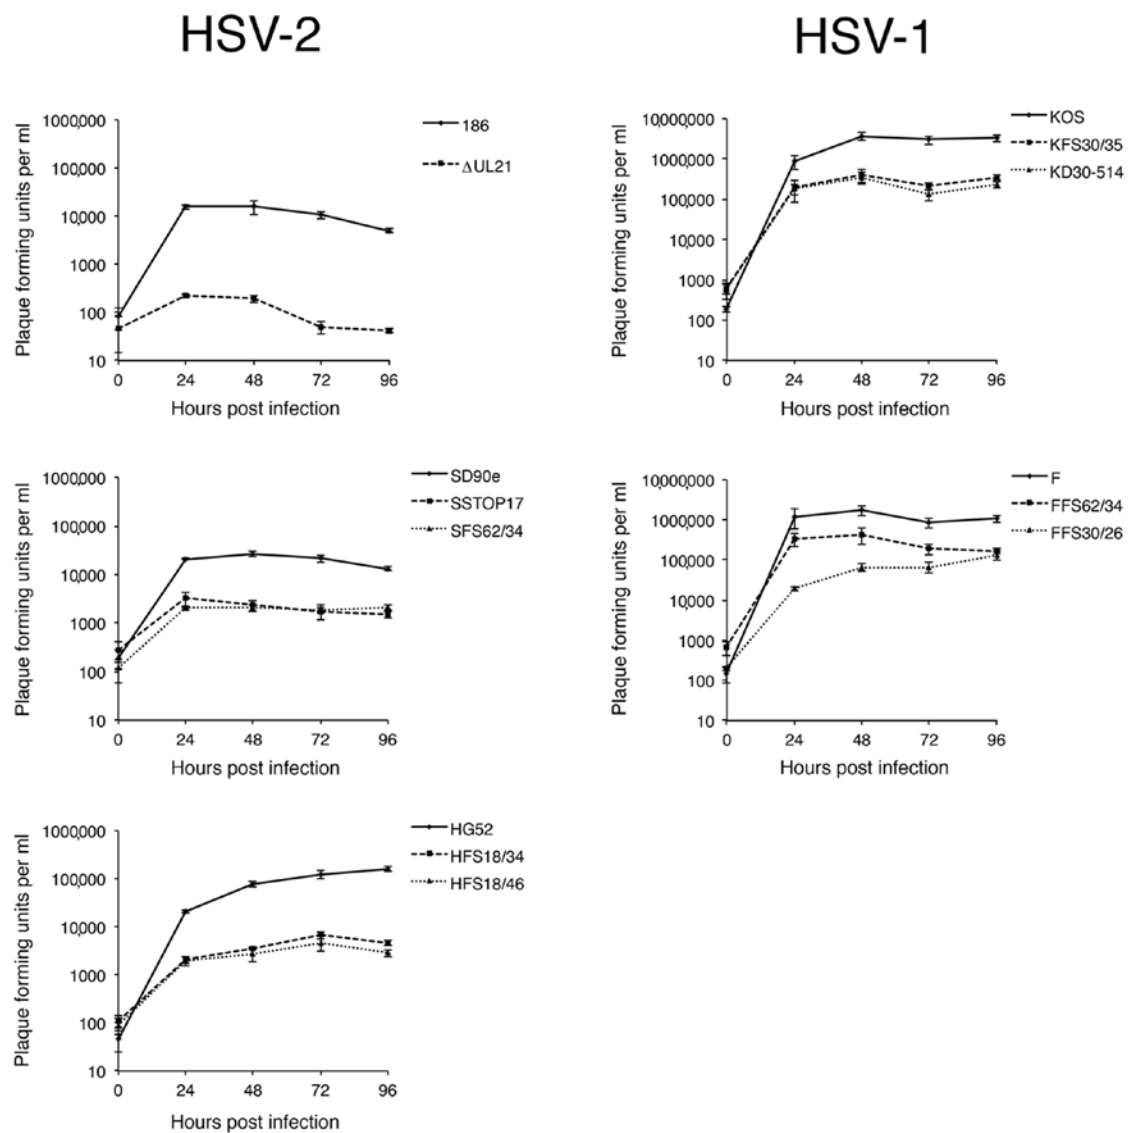 HSV-2
HSV-1
Plaque forming units per ml
1000,000
100,000
10,000
1000
100
10
0 24 48 72 96
Hours post infection
186
ΔUL21
Plaque forming units per ml
10,000,000
1000,000
100,000
10,000
1000
100
10
0 24 48 72 96
Hours post infection
KOS
KFS30/35
KD30-514
Plaque forming units per ml
1000,000
100,000
10,000
1000
100
10
0 24 48 72 96
Hours post infection
SD90e
SSTOP17
SFS62/34
Plaque forming units per ml
10,000,000
1000,000
100,000
10,000
1000
100
10
0 24 48 72 96
Hours post infection
F
FFS62/34
FFS30/26
Plaque forming units per ml
1000,000
100,000
10,000
1000
100
10
0 24 48 72 96
Hours post infection
HG52
HFS18/34
HFS18/46